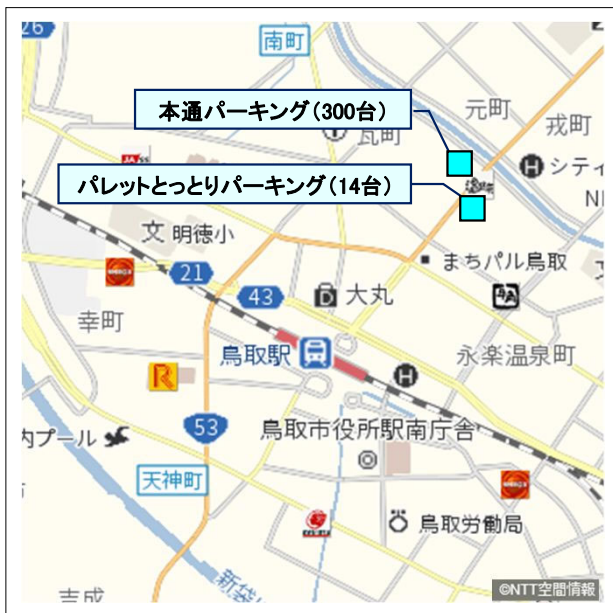 26
南町
本通パーキング(300台)
元町
戎町
瓦町
シティ
パレットとっとりパーキング(14台)
文 明徳小
まちパル鳥取
21
43
大丸
幸町
鳥取駅
永楽温泉町
53
鳥取市役所駅南庁舎
内プール
天神町
鳥取労働局
吉成
新袋
©NTT空間情報